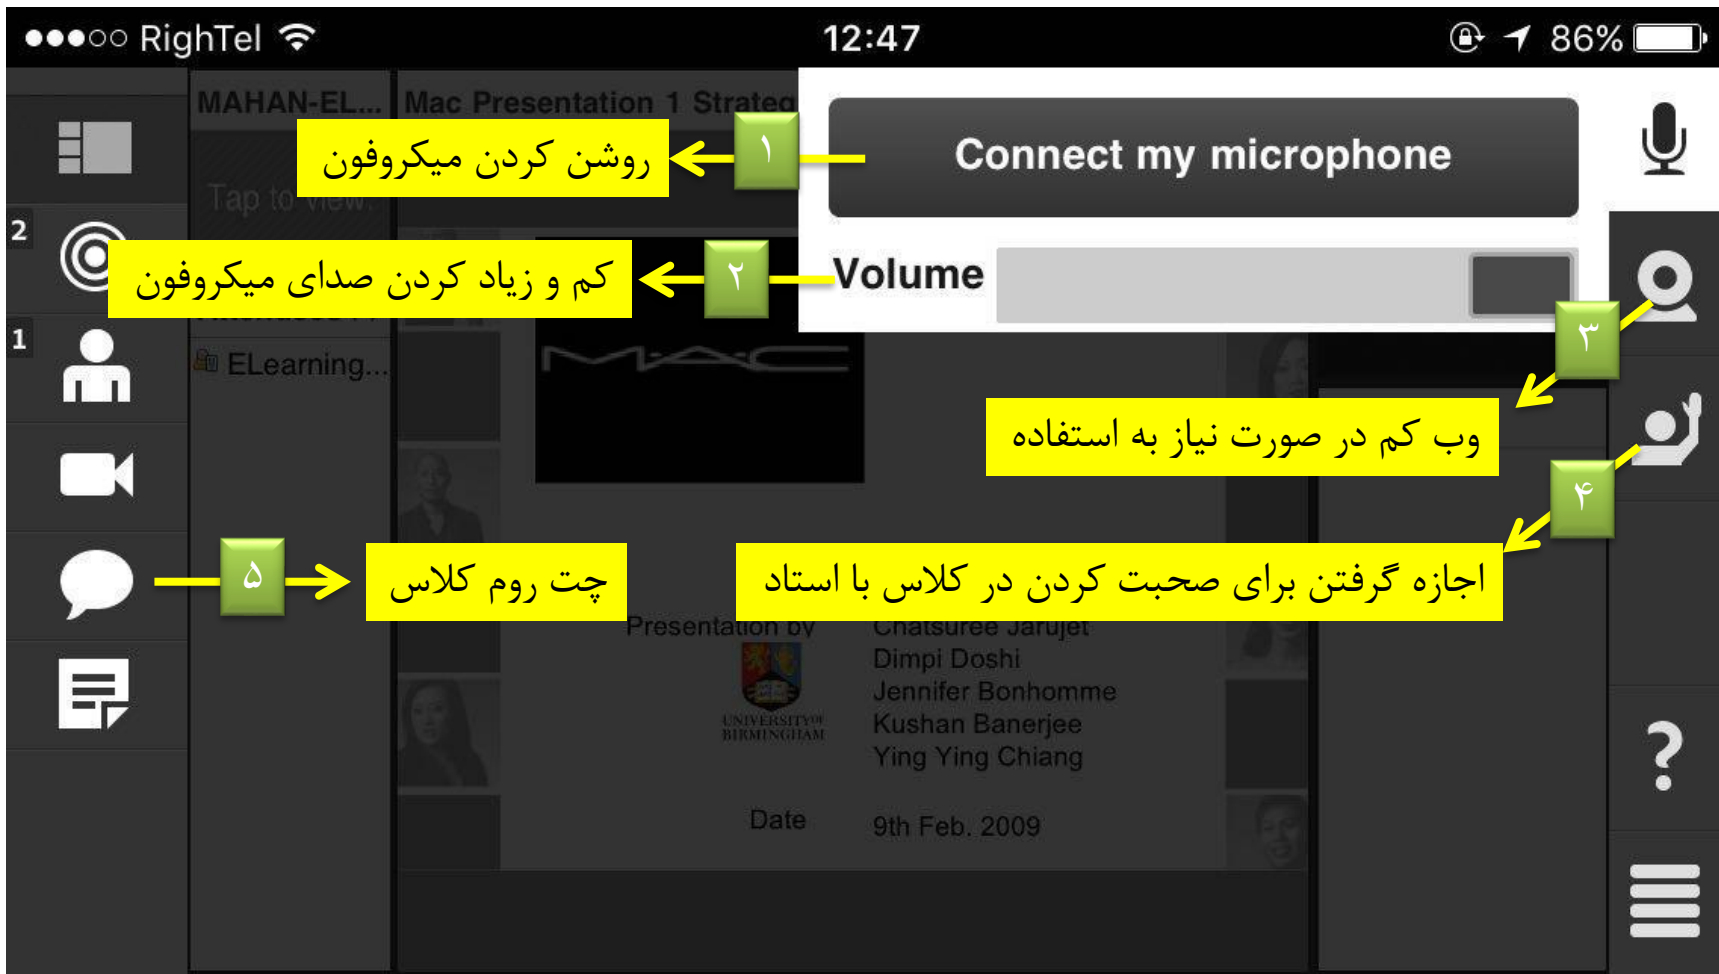 RighTel
12:47
86%
MAHAN-EL...
Mac Presentation 1 Strateg
Connect my microphone
۱
روشن کردن میکروفون
Tap to view.
2
Volume
۲
کم و زیاد کردن صدای میکروفون
1
ELearning...
M·A·C
۳
وب کم در صورت نیاز به استفاده
۴
اجازه گرفتن برای صحبت کردن در کلاس با استاد
۵
چت روم کلاس
Presentation by
Chatsuree Jarujet
Dimpi Doshi
Jennifer Bonhomme
Kushan Banerjee
Ying Ying Chiang
UNIVERSITY OF
BIRMINGHAM
Date
9th Feb. 2009
?